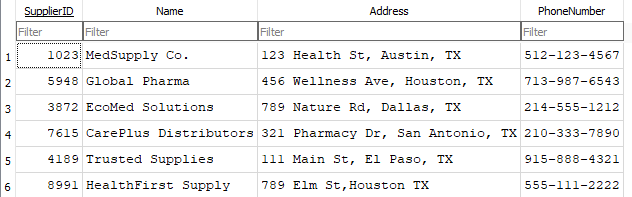 SupplierID Name Address PhoneNumber
Filter Filter Filter Filter
1 1023 MedSupply Co. 123 Health St, Austin, TX 512-123-4567
2 5948 Global Pharma 456 Wellness Ave, Houston, TX 713-987-6543
3 3872 EcoMed Solutions 789 Nature Rd, Dallas, TX 214-555-1212
4 7615 CarePlus Distributors 321 Pharmacy Dr, San Antonio, TX 210-333-7890
5 4189 Trusted Supplies 111 Main St, El Paso, TX 915-888-4321
6 8991 HealthFirst Supply 789 Elm St,Houston TX 555-111-2222